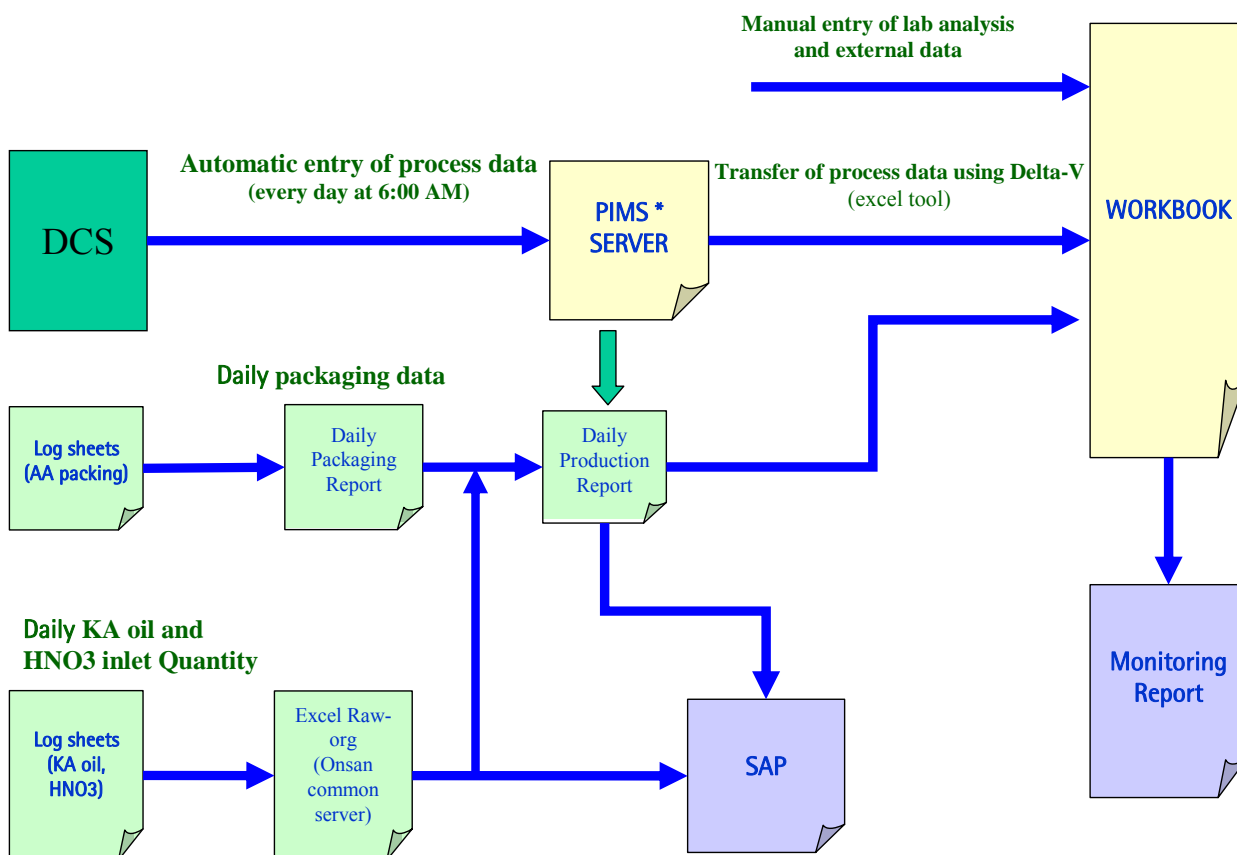 Manual entry of lab analysis
and external data
Automatic entry of process data
(every day at 6:00 AM)
Transfer of process data using Delta-V
(excel tool)
DCS
PIMS *
SERVER
WORKBOOK
Daily packaging data
Log sheets
(AA packing)
Daily
Packaging
Report
Daily
Production
Report
Daily KA oil and
HNO3 inlet Quantity
Log sheets
(KA oil,
HNO3)
Excel Raw-
org
(Onsan
common
server)
SAP
Monitoring
Report